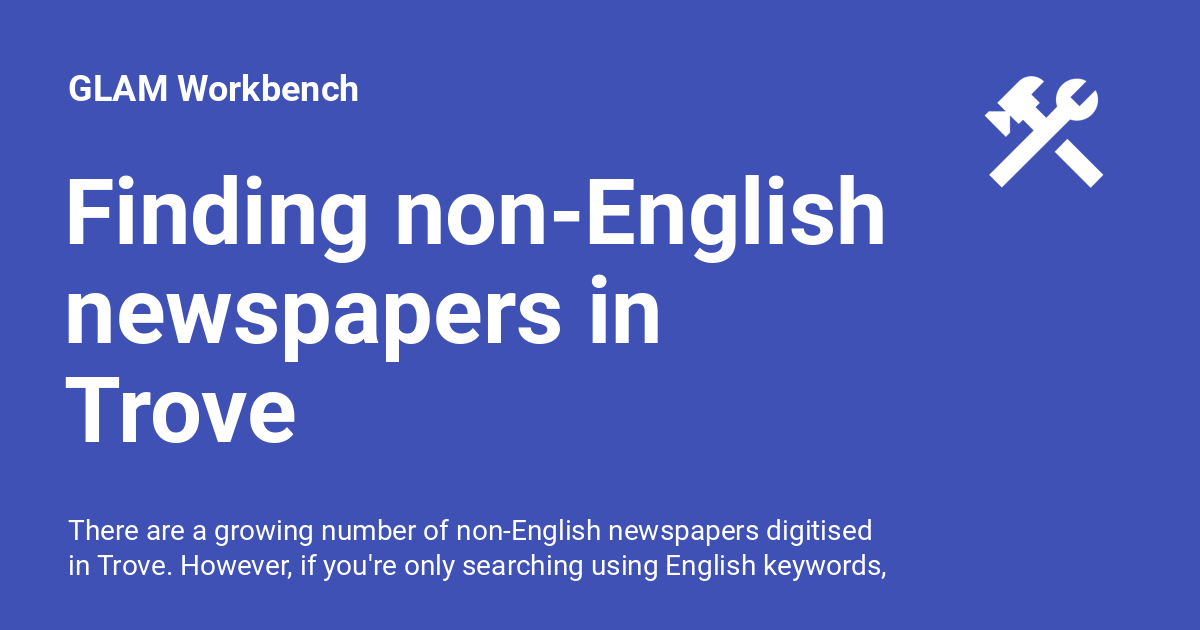 GLAM Workbench
Finding non-English
newspapers in
Trove
There are a growing number of non-English newspapers digitised
in Trove. However, if you're only searching using English keywords,